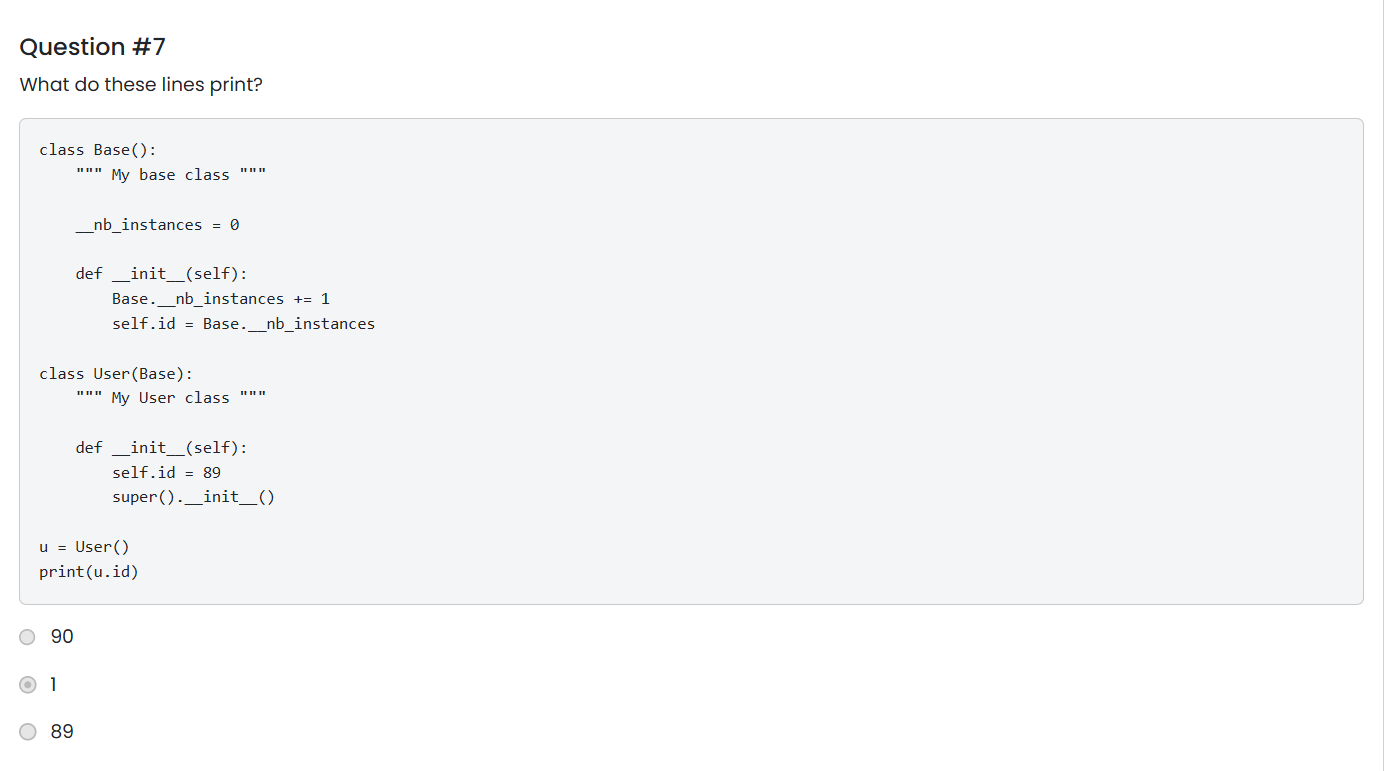 Question #7
What do these lines print?
class Base():
    """ My base class """
    __nb_instances = 0
    def __init__(self):
        Base.__nb_instances += 1
        self.id = Base.__nb_instances
class User(Base):
    """ My User class """
    def __init__(self):
        self.id = 89
        super().__init__()
u = User()
print(u.id)
90
1
89